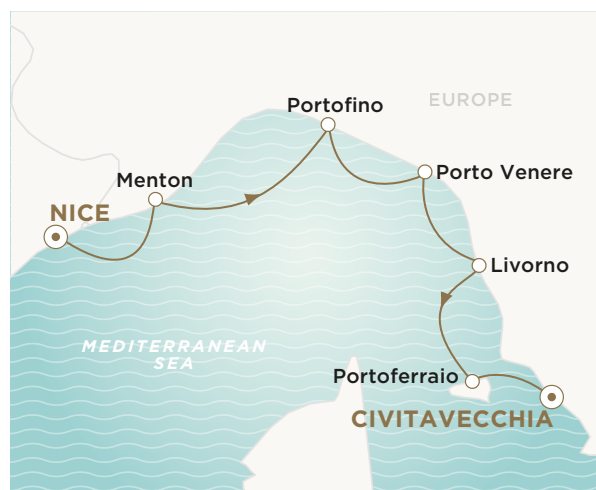 Portofino
EUROPE
Porto Venere
Menton
NICE
Livorno
MEDITERRANEAN
SEA
Portoferraio
CIVITAVECCHIA